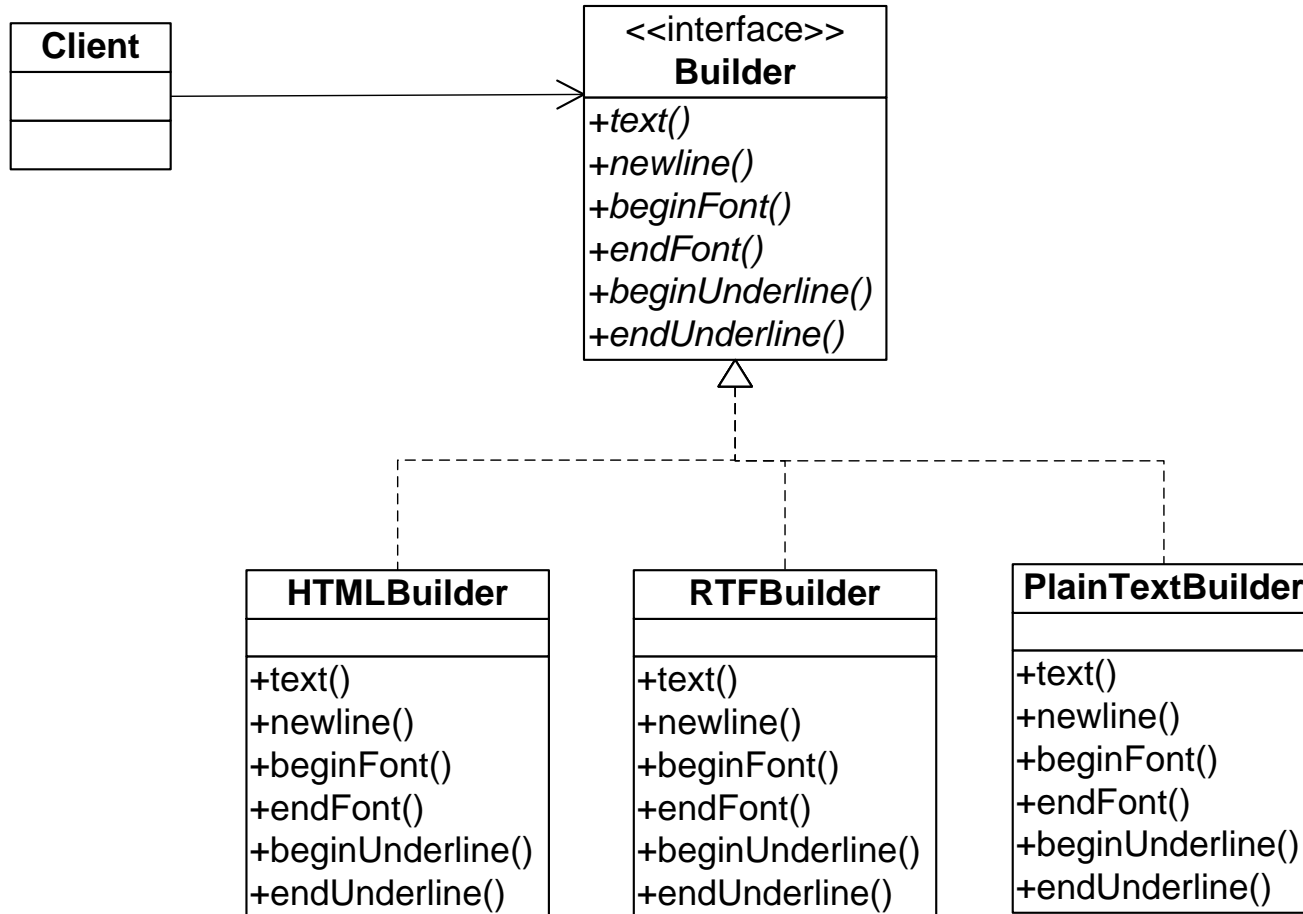 Client
<<interface>>
Builder
+text()
+newline()
+beginFont()
+endFont()
+beginUnderline()
+endUnderline()
HTMLBuilder
+text()
+newline()
+beginFont()
+endFont()
+beginUnderline()
+endUnderline()
RTFBuilder
+text()
+newline()
+beginFont()
+endFont()
+beginUnderline()
+endUnderline()
PlainTextBuilder
+text()
+newline()
+beginFont()
+endFont()
+beginUnderline()
+endUnderline()